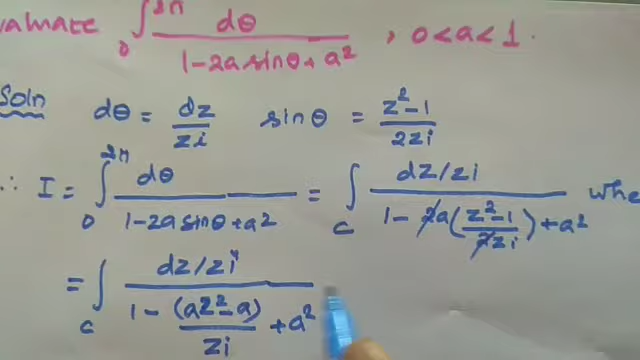 valuate ∫₀^2π dθ / (1-2a sinθ + a²) , 0<a<1.
Soln dθ = dz/zi sinθ = (z²-1)/2zi
∴ I = ∫₀^2π dθ / (1-2a sinθ+a²) = ∫_C (dz/zi) / (1-2a((z²-1)/2zi)+a²) whe
= ∫_C (dz/zi) / (1-(az²-a)/zi + a²)